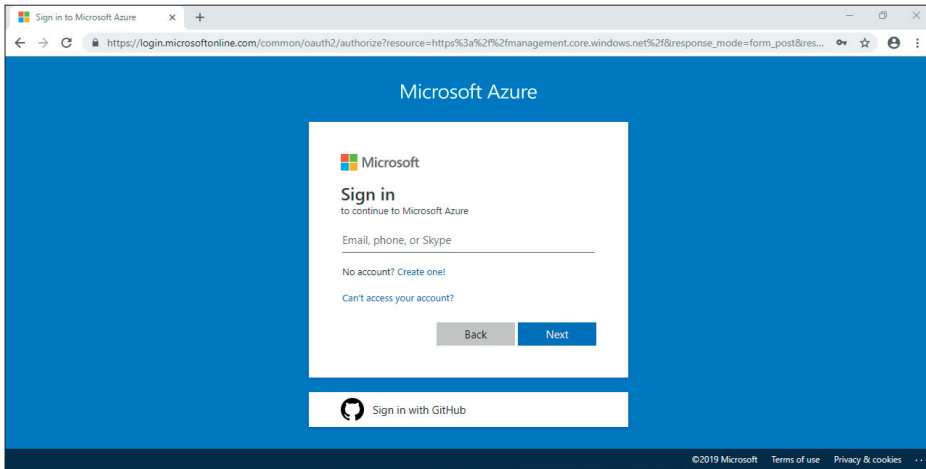 Sign in to Microsoft Azure
https://login.microsoftonline.com/common/oauth2/authorize?resource=https%3a%2f%2fmanagement.core.windows.net%2f&response_mode=form_post&res...
Microsoft Azure
Microsoft
Sign in
to continue to Microsoft Azure
Email, phone, or Skype
No account? Create one!
Can't access your account?
Back Next
Sign in with GitHub
©2019 Microsoft Terms of use Privacy & cookies ...